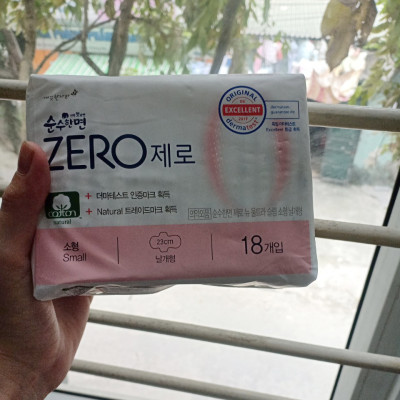 순수한면
ZERO 제로
ORIGINAL
EXCELLENT
dermatest
cotton
natural
+ 더마테스트 인증마크 획득
+ Natural 트레이드마크 획득
소형
Small
23cm
날개형
18개입